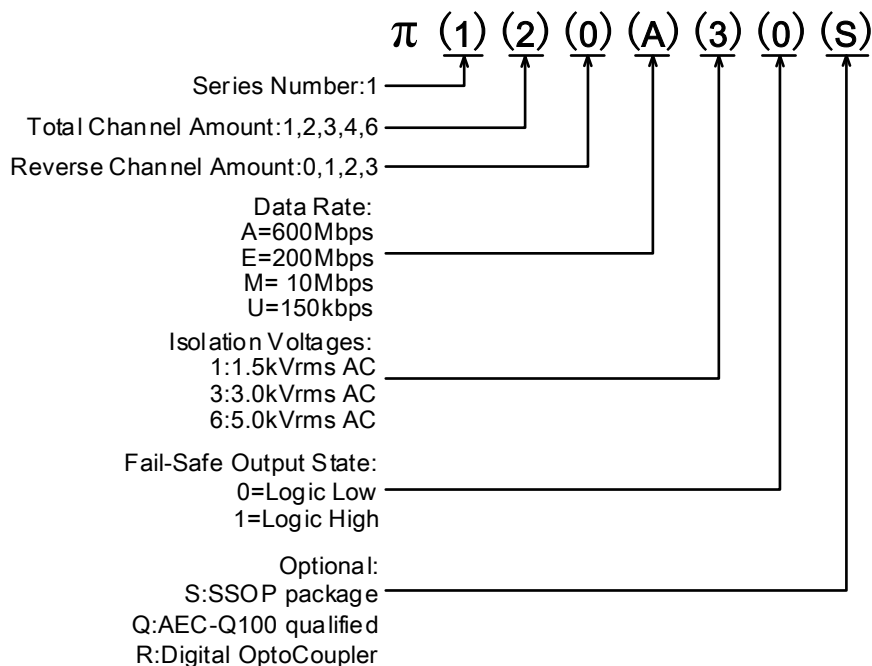 π (1) (2) (0) (A) (3) (0) (S)
Series Number:1
Total Channel Amount:1,2,3,4,6
Reverse Channel Amount:0,1,2,3
Data Rate:
A=600Mbps
E=200Mbps
M= 10Mbps
U=150kbps
Isolation Voltages:
1:1.5kVrms AC
3:3.0kVrms AC
6:5.0kVrms AC
Fail-Safe Output State:
0=Logic Low
1=Logic High
Optional:
S:SSOP package
Q:AEC-Q100 qualified
R:Digital OptoCoupler